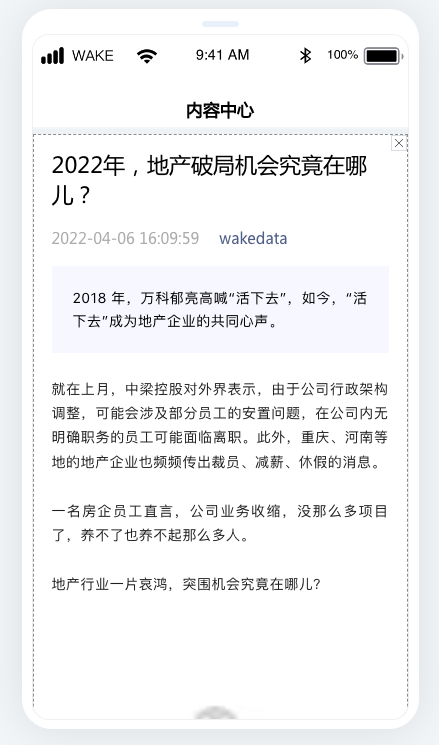 WAKE 9:41 AM 100%
内容中心
2022年，地产破局机会究竟在哪
儿？
2022-04-06 16:09:59 wakedata
2018 年，万科郁亮高喊“活下去”，如今，“活
下去”成为地产企业的共同心声。
就在上月，中梁控股对外界表示，由于公司行政架构
调整，可能会涉及部分员工的安置问题，在公司内无
明确职务的员工可能面临离职。此外，重庆、河南等
地的地产企业也频频传出裁员、减薪、休假的消息。
一名房企员工直言，公司业务收缩，没那么多项目
了，养不了也养不起那么多人。
地产行业一片哀鸿，突围机会究竟在哪儿？